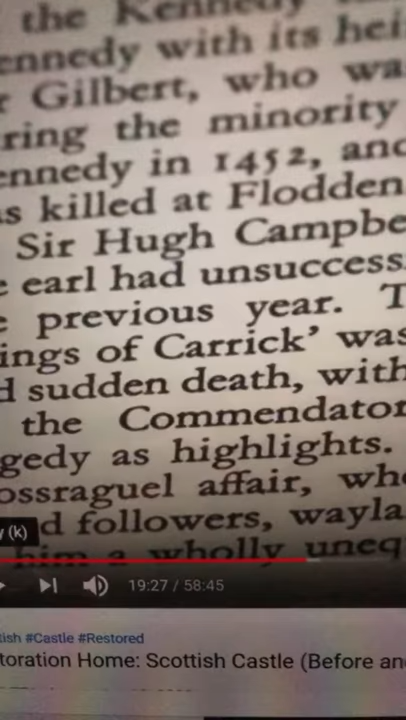 the Kennedy
ennedy with its hei
r Gilbert, who wa
ring the minority
ennedy in 1452, and
s killed at Flodden
Sir Hugh Campbe
e earl had unsuccess
e previous year. T
ings of Carrick' was
d sudden death, with
the Commendator
gedy as highlights.
ossraguel affair, who
d followers, wayla
(k)
him a wholly uneq
19:27 / 58:45
tish #Castle #Restored
toration Home: Scottish Castle (Before an